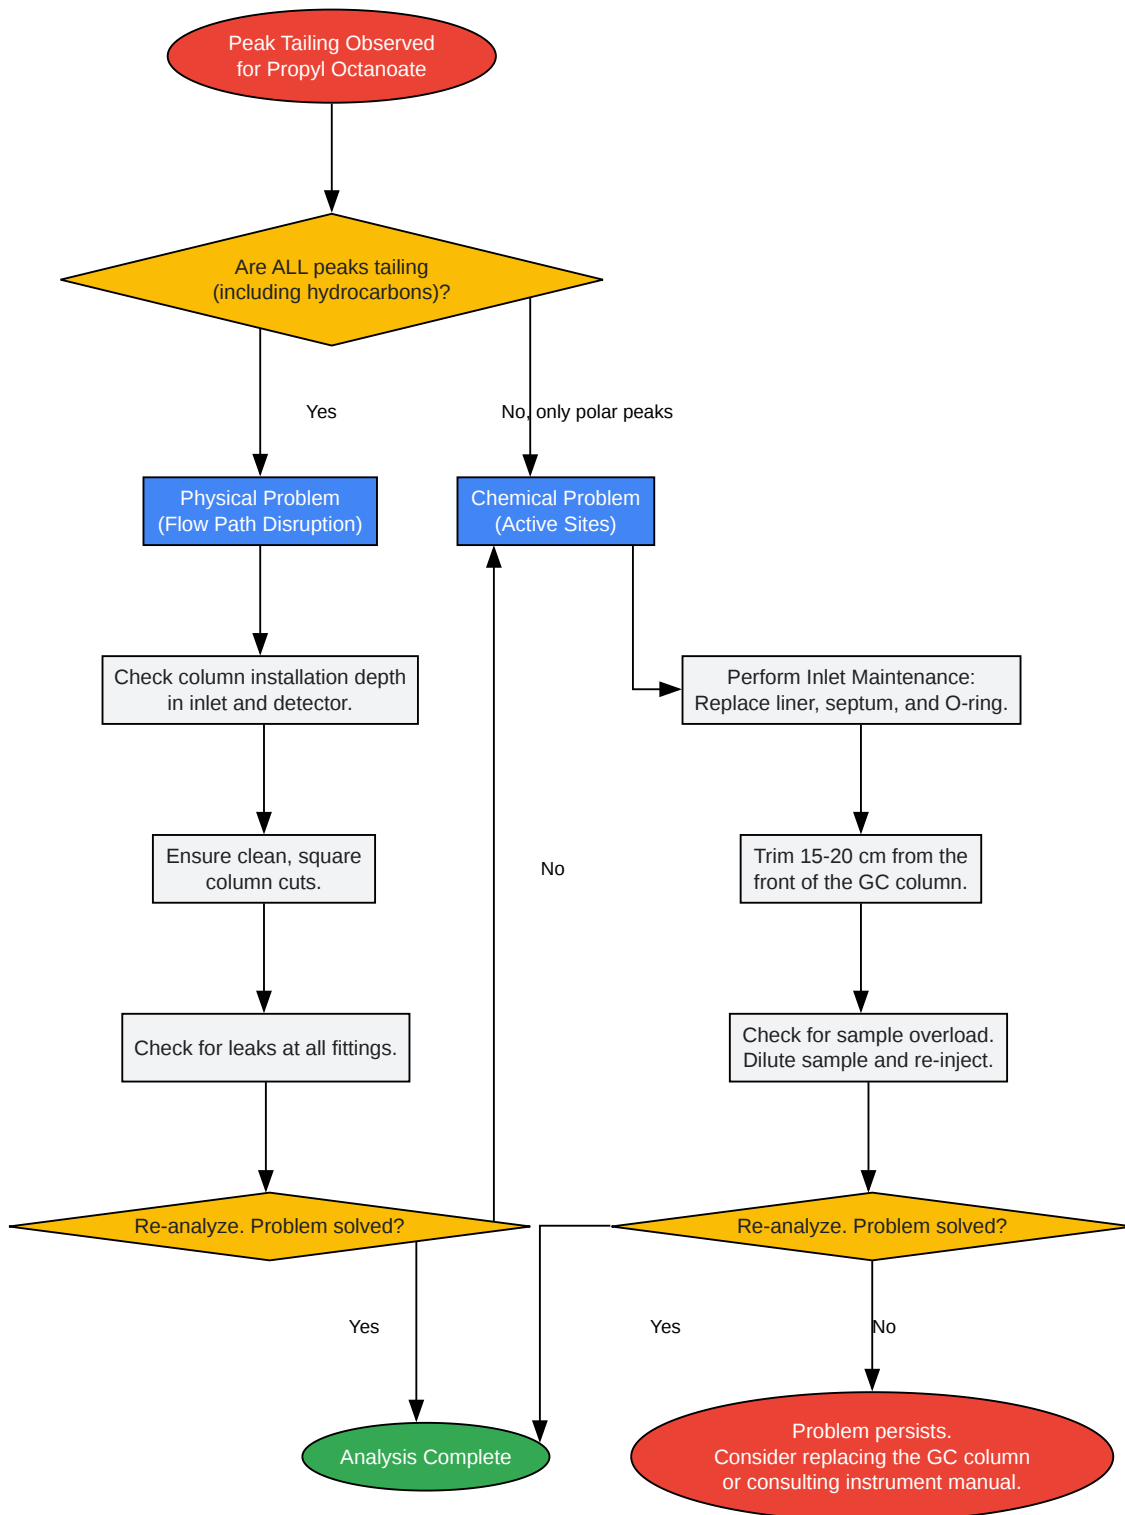 Peak Tailing Observed
for Propyl Octanoate
Are ALL peaks tailing
(including hydrocarbons)?
Yes
No, only polar peaks
Physical Problem
(Flow Path Disruption)
Chemical Problem
(Active Sites)
Check column installation depth
in inlet and detector.
Perform Inlet Maintenance:
Replace liner, septum, and O-ring.
Ensure clean, square
column cuts.
No
Trim 15-20 cm from the
front of the GC column.
Check for leaks at all fittings.
Check for sample overload.
Dilute sample and re-inject.
Re-analyze. Problem solved?
Re-analyze. Problem solved?
Yes
Yes
No
Analysis Complete
Problem persists.
Consider replacing the GC column
or consulting instrument manual.